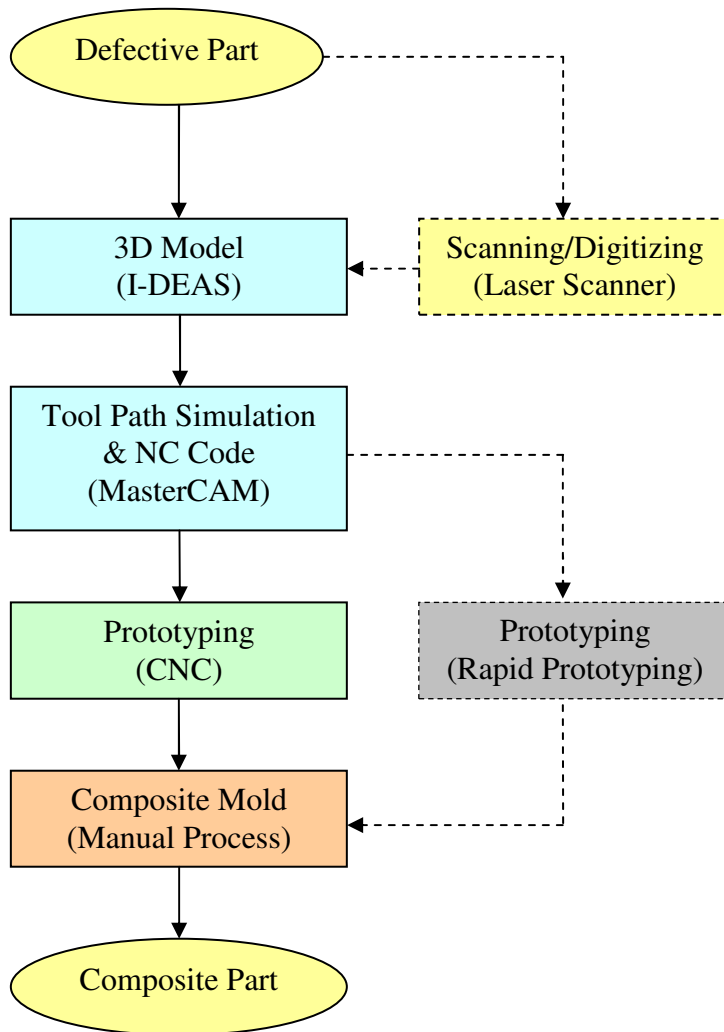 Defective Part
3D Model
(I-DEAS)
Scanning/Digitizing
(Laser Scanner)
Tool Path Simulation
& NC Code
(MasterCAM)
Prototyping
(CNC)
Prototyping
(Rapid Prototyping)
Composite Mold
(Manual Process)
Composite Part